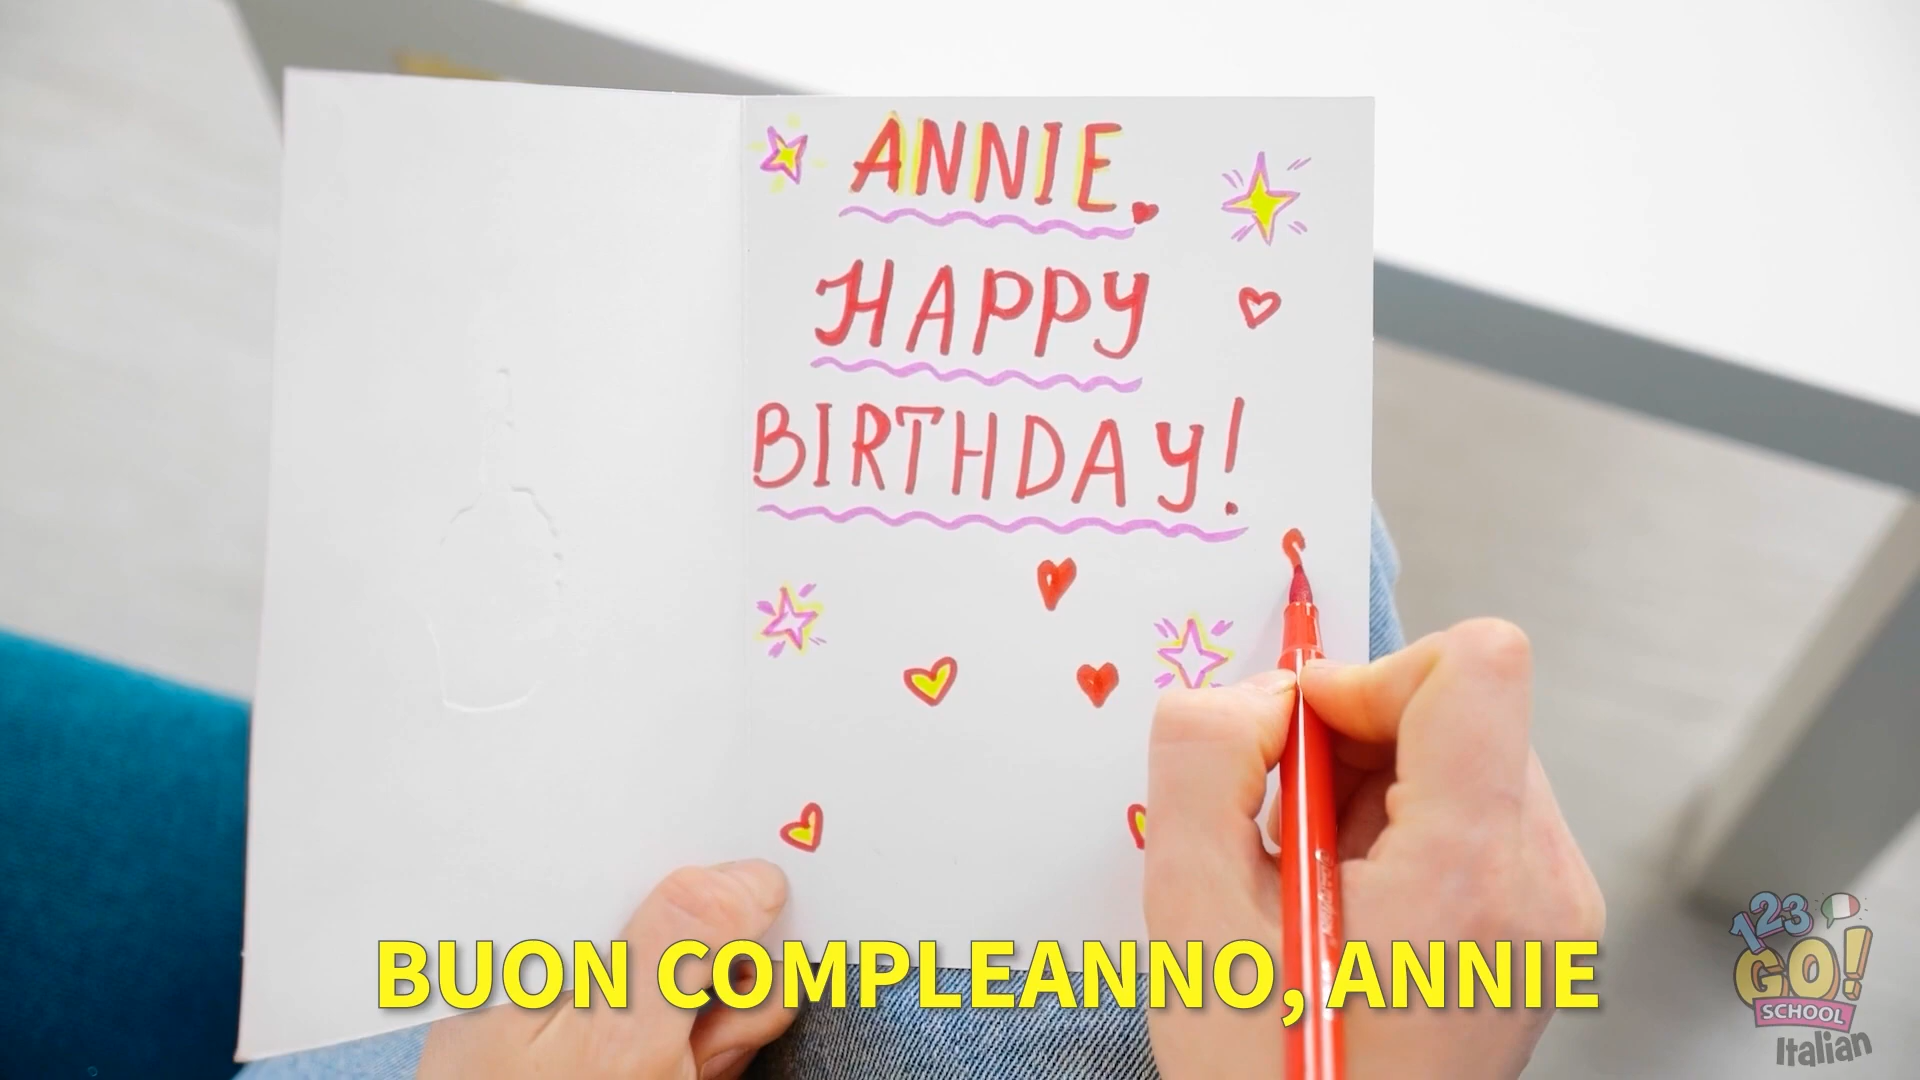 ANNIE
HAPPY
BIRTHDAY!
BUON COMPLEANNO, ANNIE
123
GO!
SCHOOL
Italian